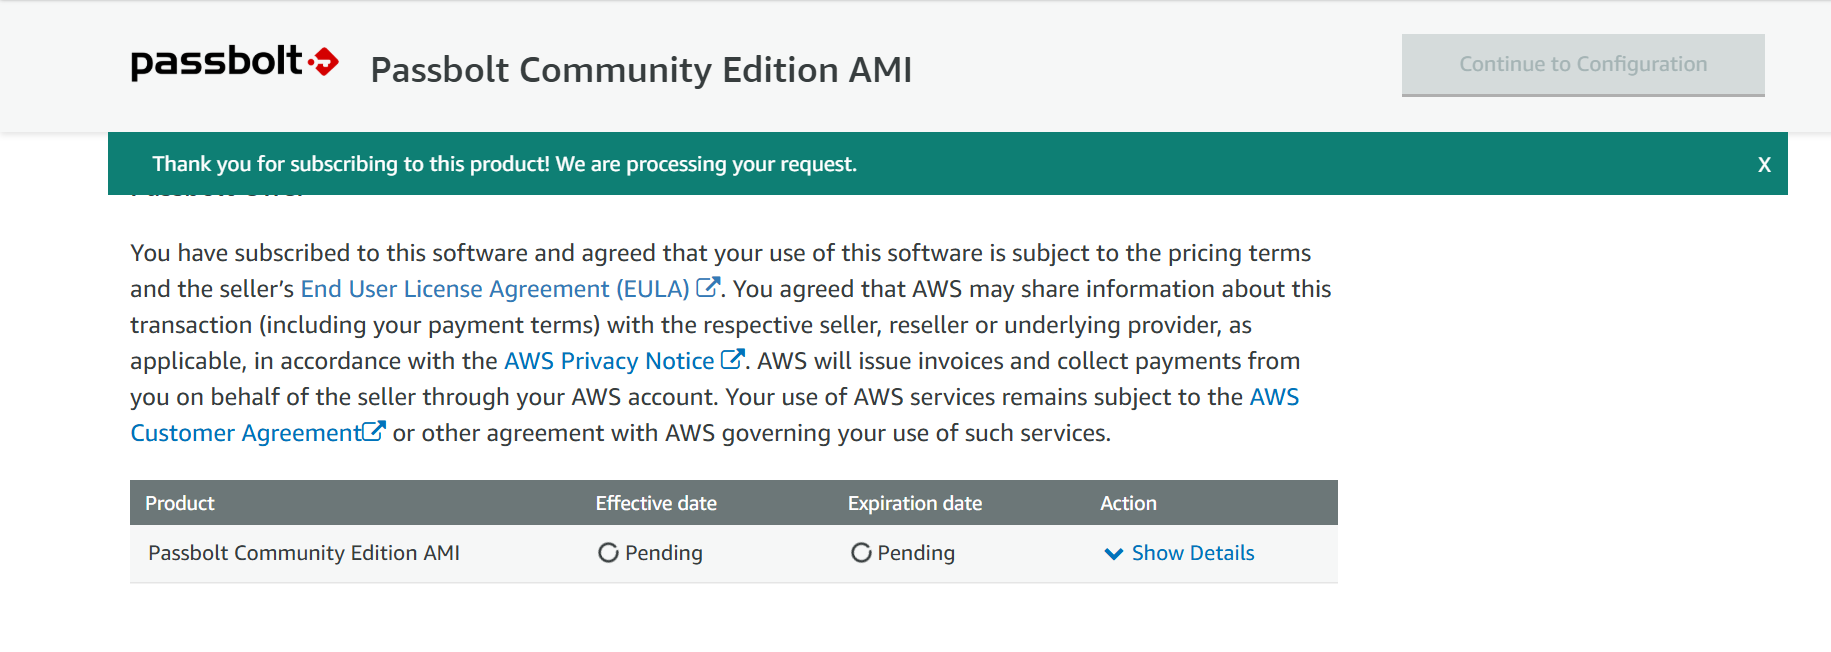 passbolt
Passbolt Community Edition AMI
Continue to Configuration
Thank you for subscribing to this product! We are processing your request.
X
You have subscribed to this software and agreed that your use of this software is subject to the pricing terms
and the seller’s End User License Agreement (EULA) . You agreed that AWS may share information about this
transaction (including your payment terms) with the respective seller, reseller or underlying provider, as
applicable, in accordance with the AWS Privacy Notice . AWS will issue invoices and collect payments from
you on behalf of the seller through your AWS account. Your use of AWS services remains subject to the AWS
Customer Agreement or other agreement with AWS governing your use of such services.
Product Effective date Expiration date Action
Passbolt Community Edition AMI Pending Pending Show Details